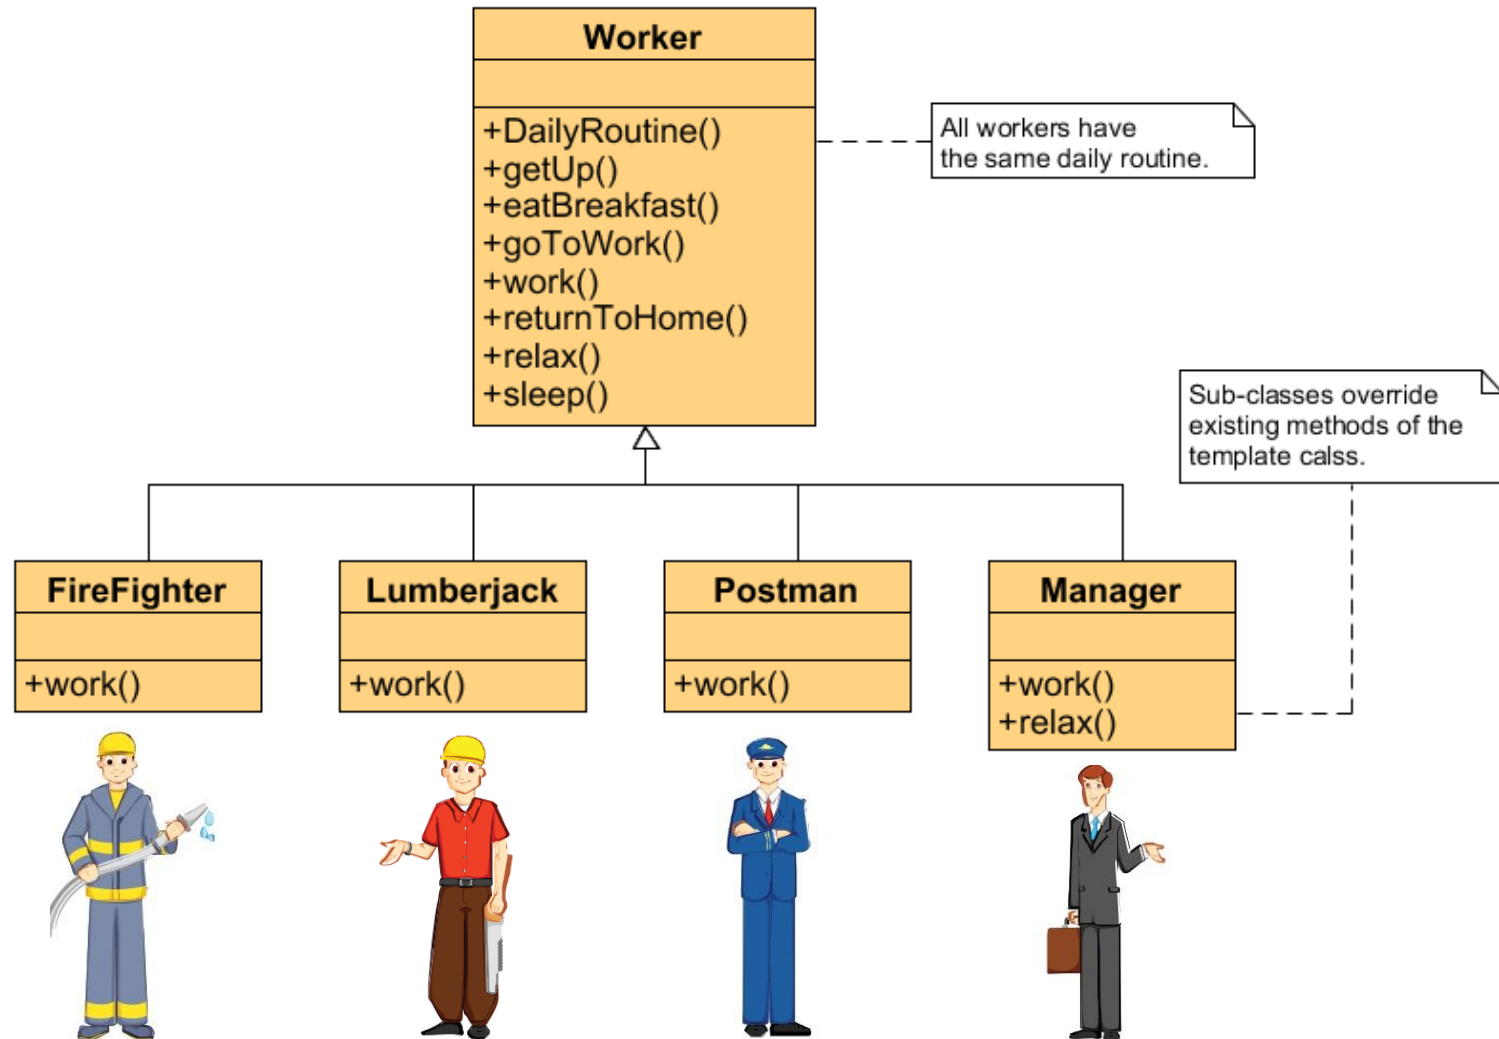 Worker
+DailyRoutine()
+getUp()
+eatBreakfast()
+goToWork()
+work()
+returnToHome()
+relax()
+sleep()
All workers have
the same daily routine.
Sub-classes override
existing methods of the
template calss.
FireFighter
+work()
Lumberjack
+work()
Postman
+work()
Manager
+work()
+relax()